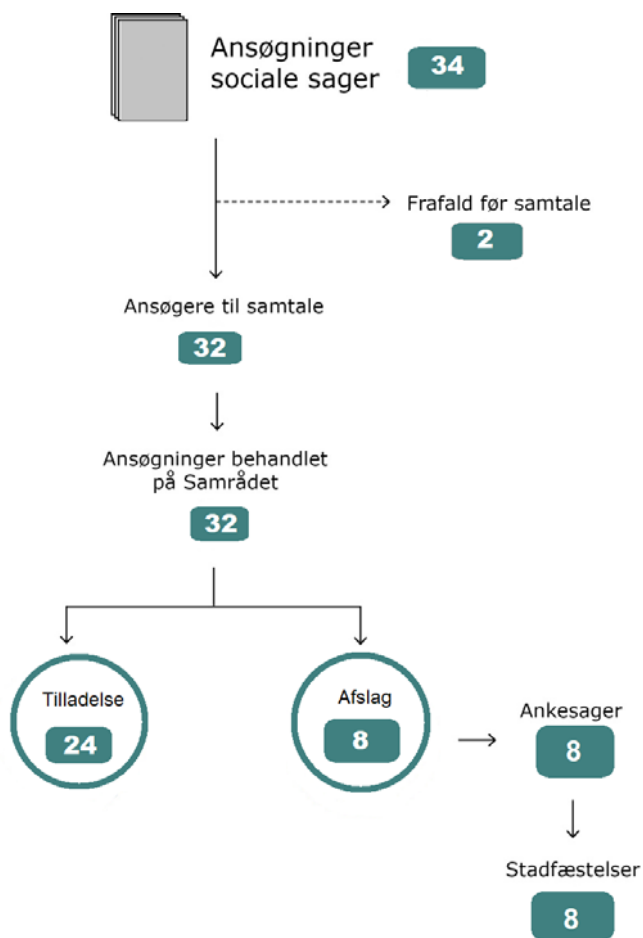 Ansøgninger
sociale sager
34
Frafald før samtale
2
Ansøgere til samtale
32
Ansøgninger behandlet
på Samrådet
32
Tilladelse
24
Afslag
8
Ankesager
8
Stadfæstelser
8